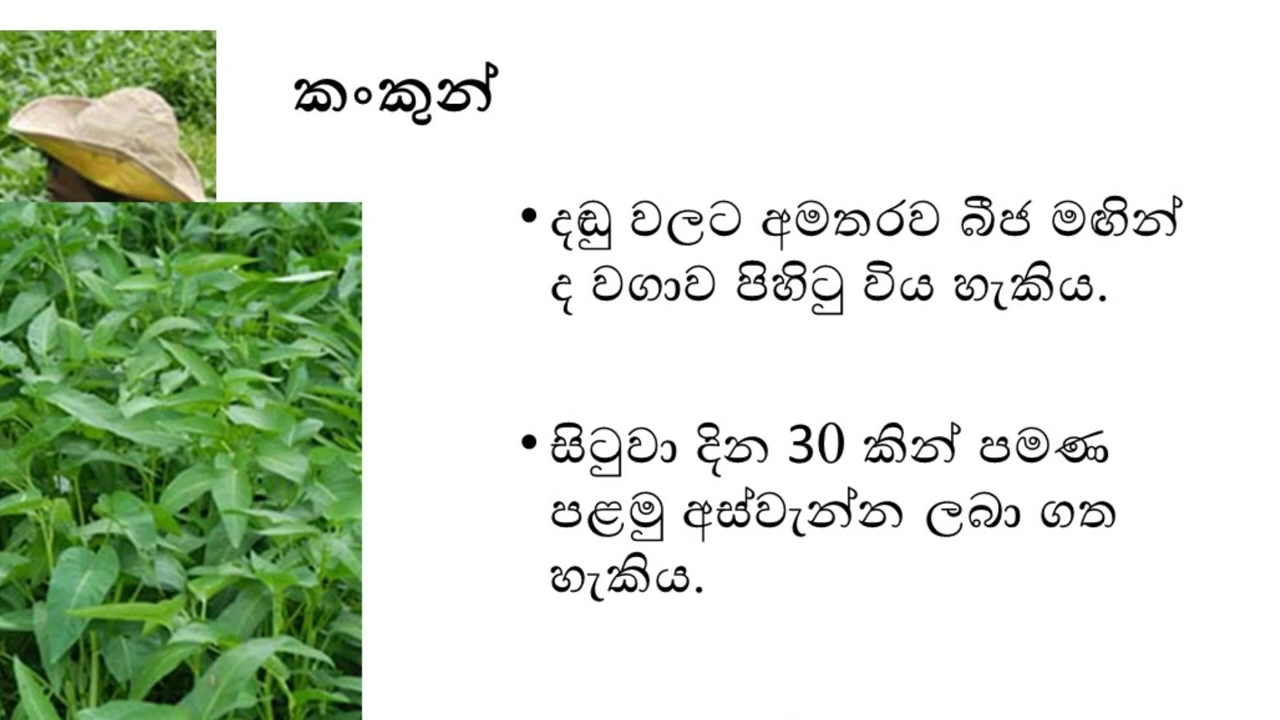 කංකුන්
• දඬු වලට අමතරව බීජ මඟින්
ද වගාව පිහිටු විය හැකිය.
• සිටුවා දින 30 කින් පමණ
පළමු අස්වැන්න ලබා ගත
හැකිය.